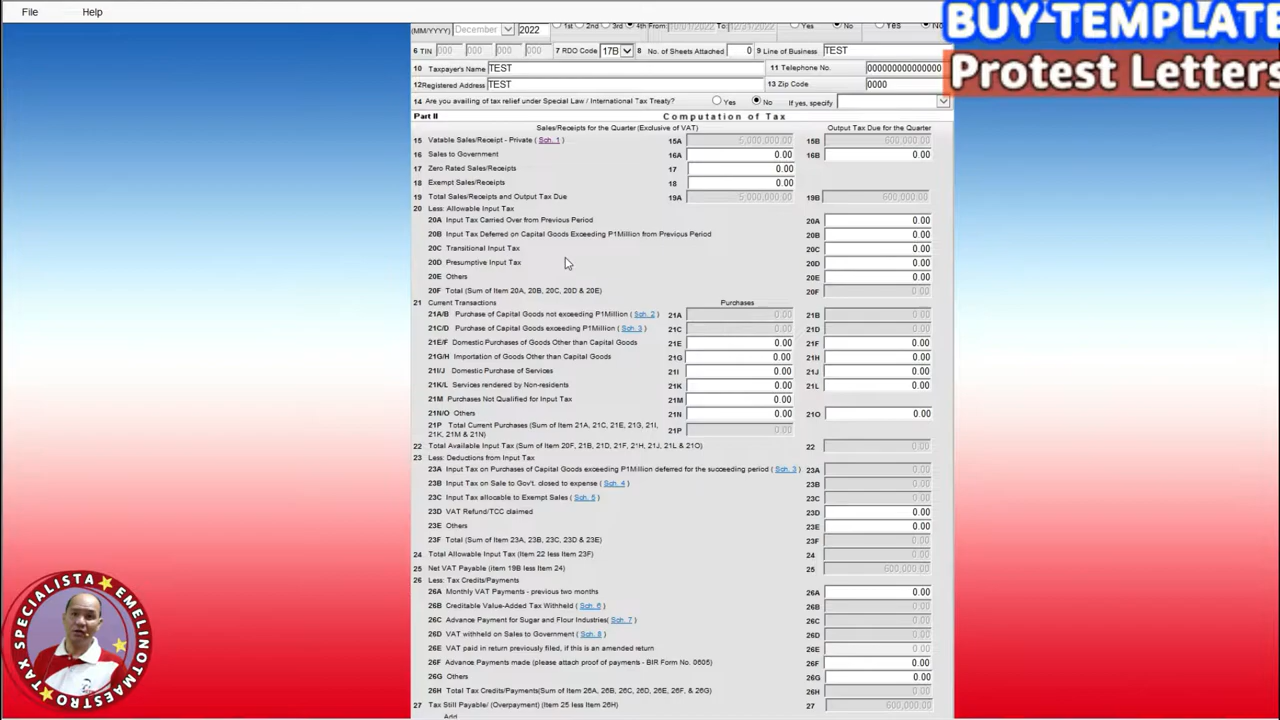 File Help
BUY TEMPLATE
Protest Letters
(MM/YYYY) December 2022 1st 2nd 3rd 4th From 10/01/2022 To 12/31/2022 Yes No Yes No
6 TIN 000 000 000 000 7 RDO Code 17B 8 No. of Sheets Attached 0 9 Line of Business TEST
10 Taxpayer's Name TEST 11 Telephone No. 000000000000
12 Registered Address TEST 13 Zip Code 0000
14 Are you availing of tax relief under Special Law / International Tax Treaty? Yes No If yes, specify
Part II Computation of Tax
Sales/Receipts for the Quarter (Exclusive of VAT) Output Tax Due for the Quarter
15 Vatable Sales/Receipt - Private ( Sch. 1 ) 15A 5,000,000.00 15B 600,000.00
16 Sales to Government 16A 0.00 16B 0.00
17 Zero Rated Sales/Receipts 17 0.00
18 Exempt Sales/Receipts 18 0.00
19 Total Sales/Receipts and Output Tax Due 19A 5,000,000.00 19B 600,000.00
20 Less: Allowable Input Tax
20A Input Tax Carried Over from Previous Period 20A 0.00
20B Input Tax Deferred on Capital Goods Exceeding P1Million from Previous Period 20B 0.00
20C Transitional Input Tax 20C 0.00
20D Presumptive Input Tax 20D 0.00
20E Others 20E 0.00
20F Total (Sum of Item 20A, 20B, 20C, 20D & 20E) 20F 0.00
21 Current Transactions Purchases
21A/B Purchase of Capital Goods not exceeding P1Million ( Sch. 2 ) 21A 0.00 21B 0.00
21C/D Purchase of Capital Goods exceeding P1Million ( Sch. 3 ) 21C 0.00 21D 0.00
21E/F Domestic Purchases of Goods Other than Capital Goods 21E 0.00 21F 0.00
21G/H Importation of Goods Other than Capital Goods 21G 0.00 21H 0.00
21I/J Domestic Purchase of Services 21I 0.00 21J 0.00
21K/L Services rendered by Non-residents 21K 0.00 21L 0.00
21M Purchases Not Qualified for Input Tax 21M 0.00
21N/O Others 21N 0.00 21O 0.00
21P Total Current Purchases (Sum of Item 21A, 21C, 21E, 21G, 21I,
21K, 21M & 21N) 21P 0.00
22 Total Available Input Tax (Sum of Item 20F, 21B, 21D, 21F, 21H, 21J, 21L & 21O) 22 0.00
23 Less: Deductions from Input Tax
23A Input Tax on Purchases of Capital Goods exceeding P1Million deferred for the succeeding period ( Sch. 3 ) 23A 0.00
23B Input Tax on Sale to Gov't. closed to expense ( Sch. 4 ) 23B 0.00
23C Input Tax allocable to Exempt Sales ( Sch. 5 ) 23C 0.00
23D VAT Refund/TCC claimed 23D 0.00
23E Others 23E 0.00
23F Total (Sum of Item 23A, 23B, 23C, 23D & 23E) 23F 0.00
24 Total Allowable Input Tax (Item 22 less Item 23F) 24 0.00
25 Net VAT Payable (Item 19B less Item 24) 25 600,000.00
26 Less: Tax Credits/Payments
26A Monthly VAT Payments - previous two months 26A 0.00
26B Creditable Value-Added Tax Withheld ( Sch. 6 ) 26B 0.00
26C Advance Payment for Sugar and Flour Industries( Sch. 7 ) 26C 0.00
26D VAT withheld on Sales to Government ( Sch. 8 ) 26D 0.00
26E VAT paid in return previously filed, if this is an amended return 26E 0.00
26F Advance Payments made (please attach proof of payments - BIR Form No. 0605) 26F 0.00
26G Others 26G 0.00
26H Total Tax Credits/Payments(Sum of Item 26A, 26B, 26C, 26D, 26E, 26F, & 26G) 26H 0.00
27 Tax Still Payable/ (Overpayment) (Item 25 less Item 26H) 27 600,000.00
Add
TAX SPECIALISTA EMELINOTMAESTRO